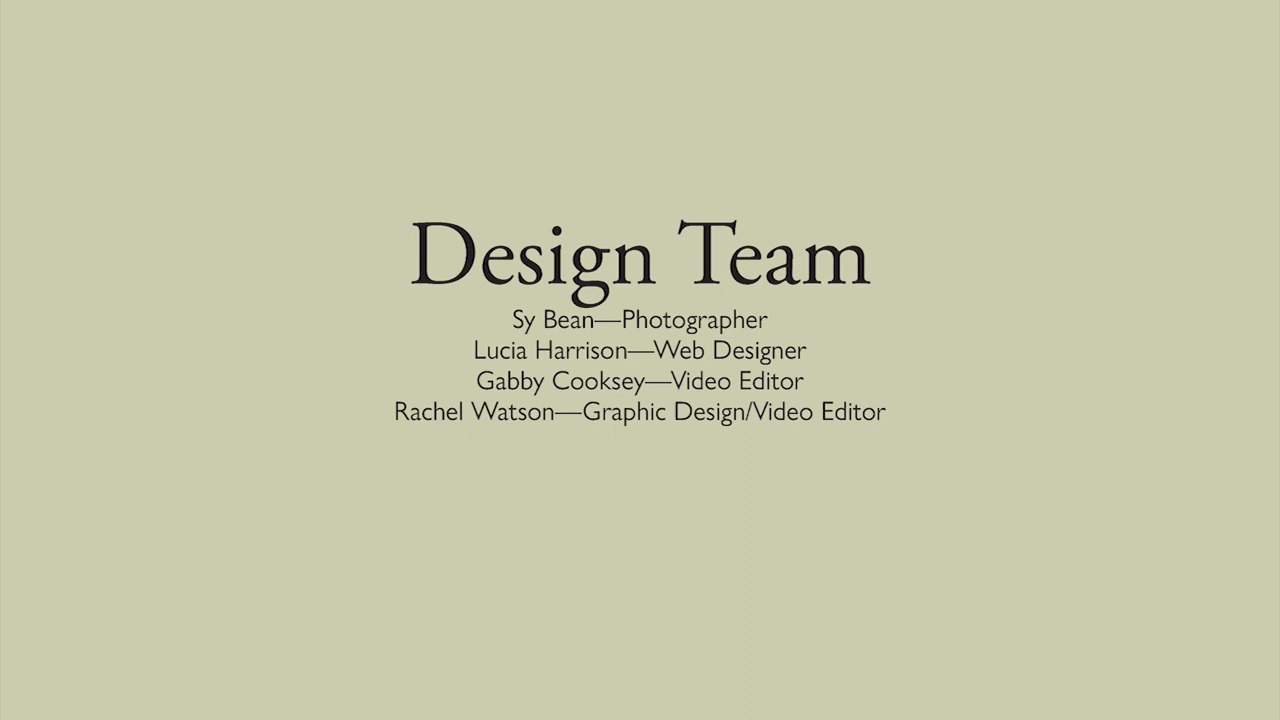 Design Team
Sy Bean—Photographer
Lucia Harrison—Web Designer
Gabby Cooksey—Video Editor
Rachel Watson—Graphic Design/Video Editor